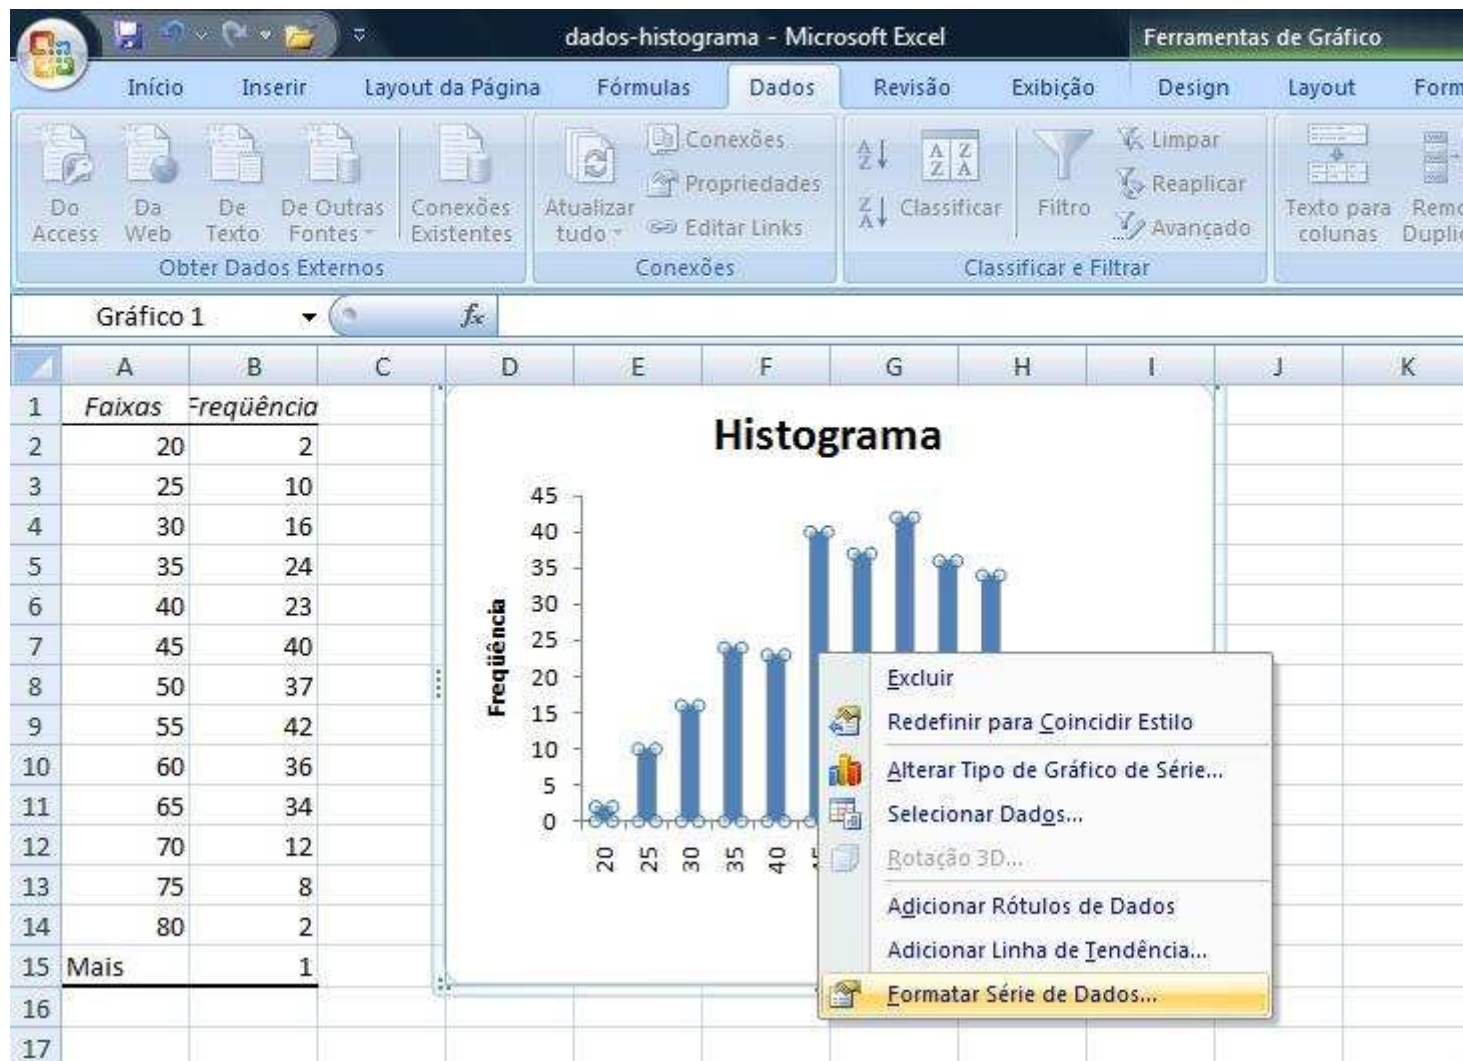 dados-histograma - Microsoft Excel
Ferramentas de Gráfico
Início Inserir Layout da Página Fórmulas Dados Revisão Exibição Design Layout Form
Do Access
Da Web
De Texto
De Outras Fontes
Conexões Existentes
Obter Dados Externos
Atualizar tudo
Conexões
Propriedades
Editar Links
Conexões
A Z
Z A
A Z
Z A
Classificar
Filtro
Limpar
Reaplicar
Avançado
Classificar e Filtrar
Texto para colunas
Remo
Duplic
Gráfico 1
fx
A B C D E F G H I J K
1 Faixas Freqüência
2 20 2
3 25 10
4 30 16
5 35 24
6 40 23
7 45 40
8 50 37
9 55 42
10 60 36
11 65 34
12 70 12
13 75 8
14 80 2
15 Mais 1
16
17
Histograma
Freqüência
45
40
35
30
25
20
15
10
5
0
20 25 30 35 40
Excluir
Redefinir para Coincidir Estilo
Alterar Tipo de Gráfico de Série...
Selecionar Dados...
Rotação 3D...
Adicionar Rótulos de Dados
Adicionar Linha de Tendência...
Formatar Série de Dados...